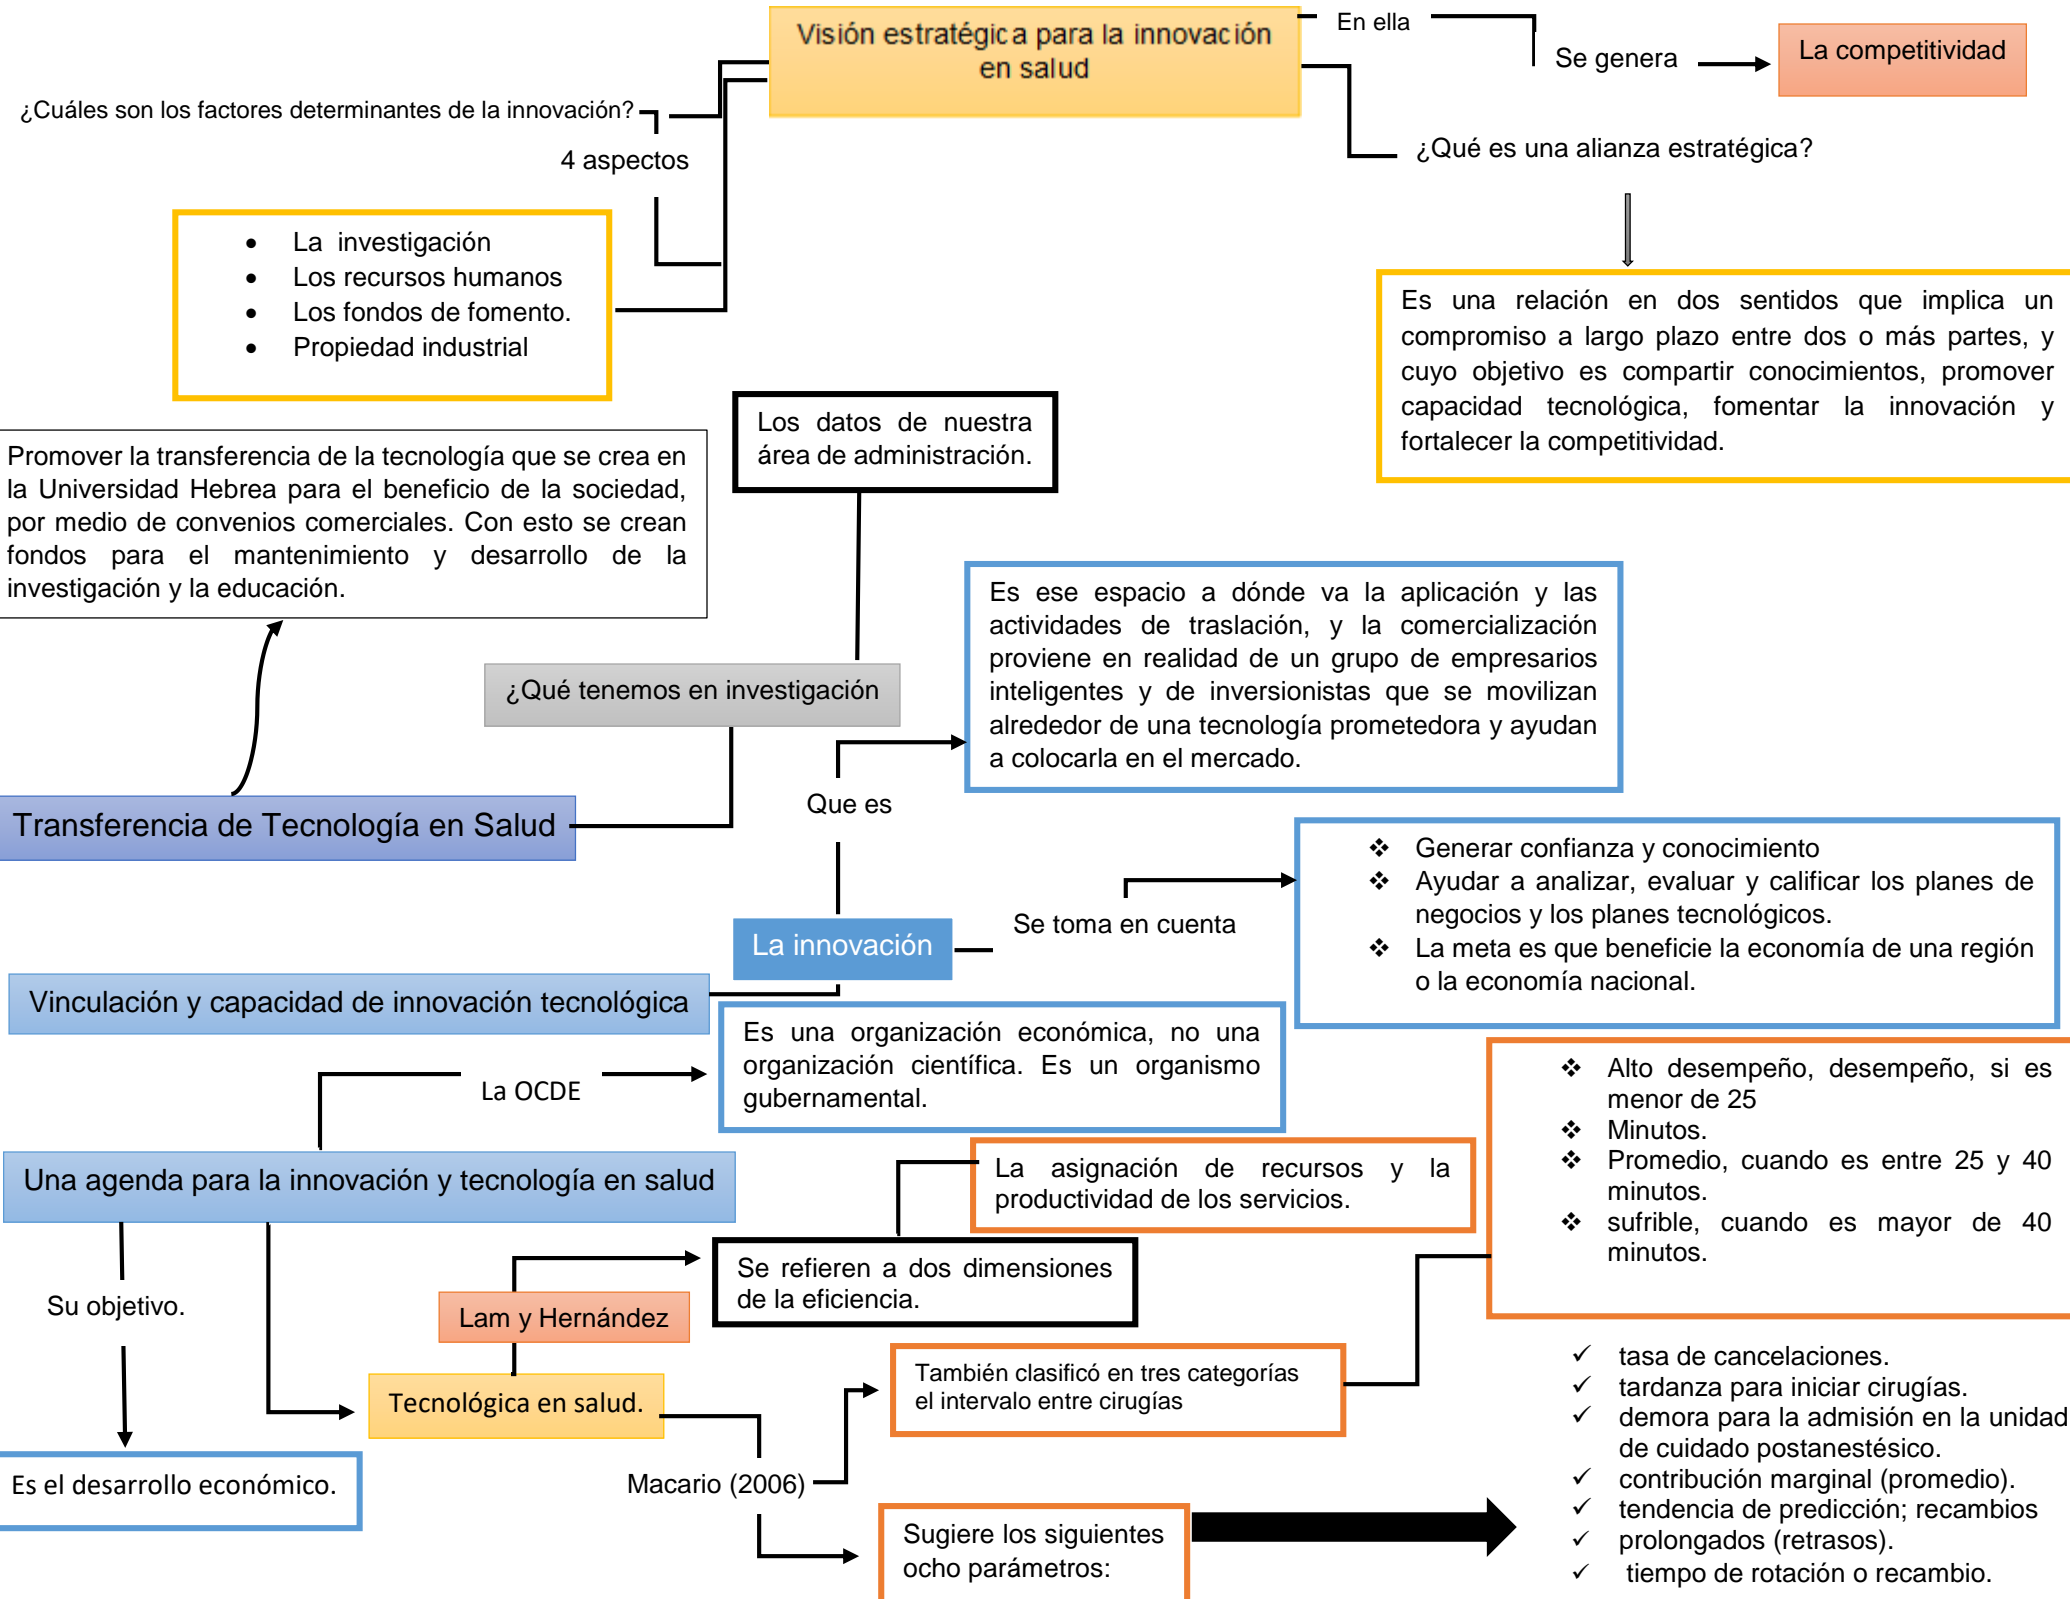 Visión estratégica para la innovación
en salud
En ella
Se genera
La competitividad
¿Cuáles son los factores determinantes de la innovación?
4 aspectos
¿Qué es una alianza estratégica?
• La investigación
• Los recursos humanos
• Los fondos de fomento.
• Propiedad industrial
Es una relación en dos sentidos que implica un
compromiso a largo plazo entre dos o más partes, y
cuyo objetivo es compartir conocimientos, promover
capacidad tecnológica, fomentar la innovación y
fortalecer la competitividad.
Los datos de nuestra
área de administración.
Promover la transferencia de la tecnología que se crea en
la Universidad Hebrea para el beneficio de la sociedad,
por medio de convenios comerciales. Con esto se crean
fondos para el mantenimiento y desarrollo de la
investigación y la educación.
¿Qué tenemos en investigación
Es ese espacio a dónde va la aplicación y las
actividades de traslación, y la comercialización
proviene en realidad de un grupo de empresarios
inteligentes y de inversionistas que se movilizan
alrededor de una tecnología prometedora y ayudan
a colocarla en el mercado.
Que es
Transferencia de Tecnología en Salud
❖ Generar confianza y conocimiento
❖ Ayudar a analizar, evaluar y calificar los planes de
negocios y los planes tecnológicos.
❖ La meta es que beneficie la economía de una región
o la economía nacional.
Se toma en cuenta
La innovación
Vinculación y capacidad de innovación tecnológica
Es una organización económica, no una
organización científica. Es un organismo
gubernamental.
La OCDE
❖ Alto desempeño, desempeño, si es
menor de 25
❖ Minutos.
❖ Promedio, cuando es entre 25 y 40
minutos.
❖ sufrible, cuando es mayor de 40
minutos.
Una agenda para la innovación y tecnología en salud
La asignación de recursos y la
productividad de los servicios.
Se refieren a dos dimensiones
de la eficiencia.
Su objetivo.
Lam y Hernández
Tecnológica en salud.
También clasificó en tres categorías
el intervalo entre cirugías
Es el desarrollo económico.
Macario (2006)
Sugiere los siguientes
ocho parámetros:
✓ tasa de cancelaciones.
✓ tardanza para iniciar cirugías.
✓ demora para la admisión en la unidad
de cuidado postanestésico.
✓ contribución marginal (promedio).
✓ tendencia de predicción; recambios
✓ prolongados (retrasos).
✓ tiempo de rotación o recambio.